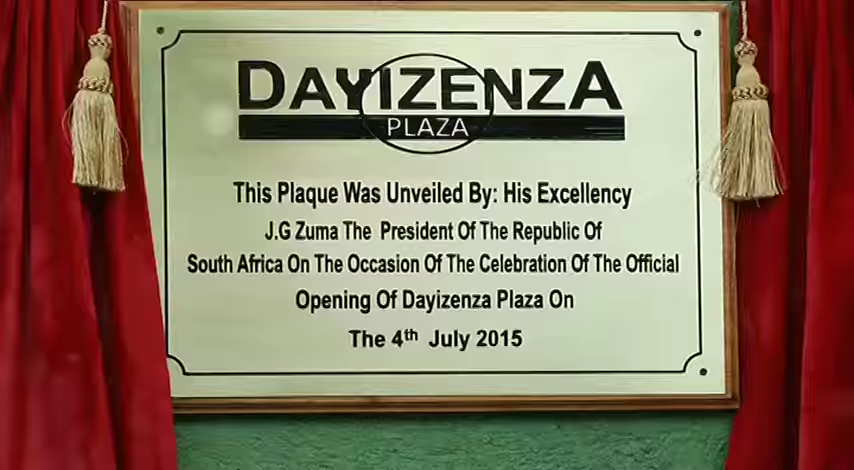 DAYIZENZA
PLAZA
This Plaque Was Unveiled By: His Excellency
J.G Zuma The President Of The Republic Of
South Africa On The Occasion Of The Celebration Of The Official
Opening Of Dayizenza Plaza On
The 4th July 2015